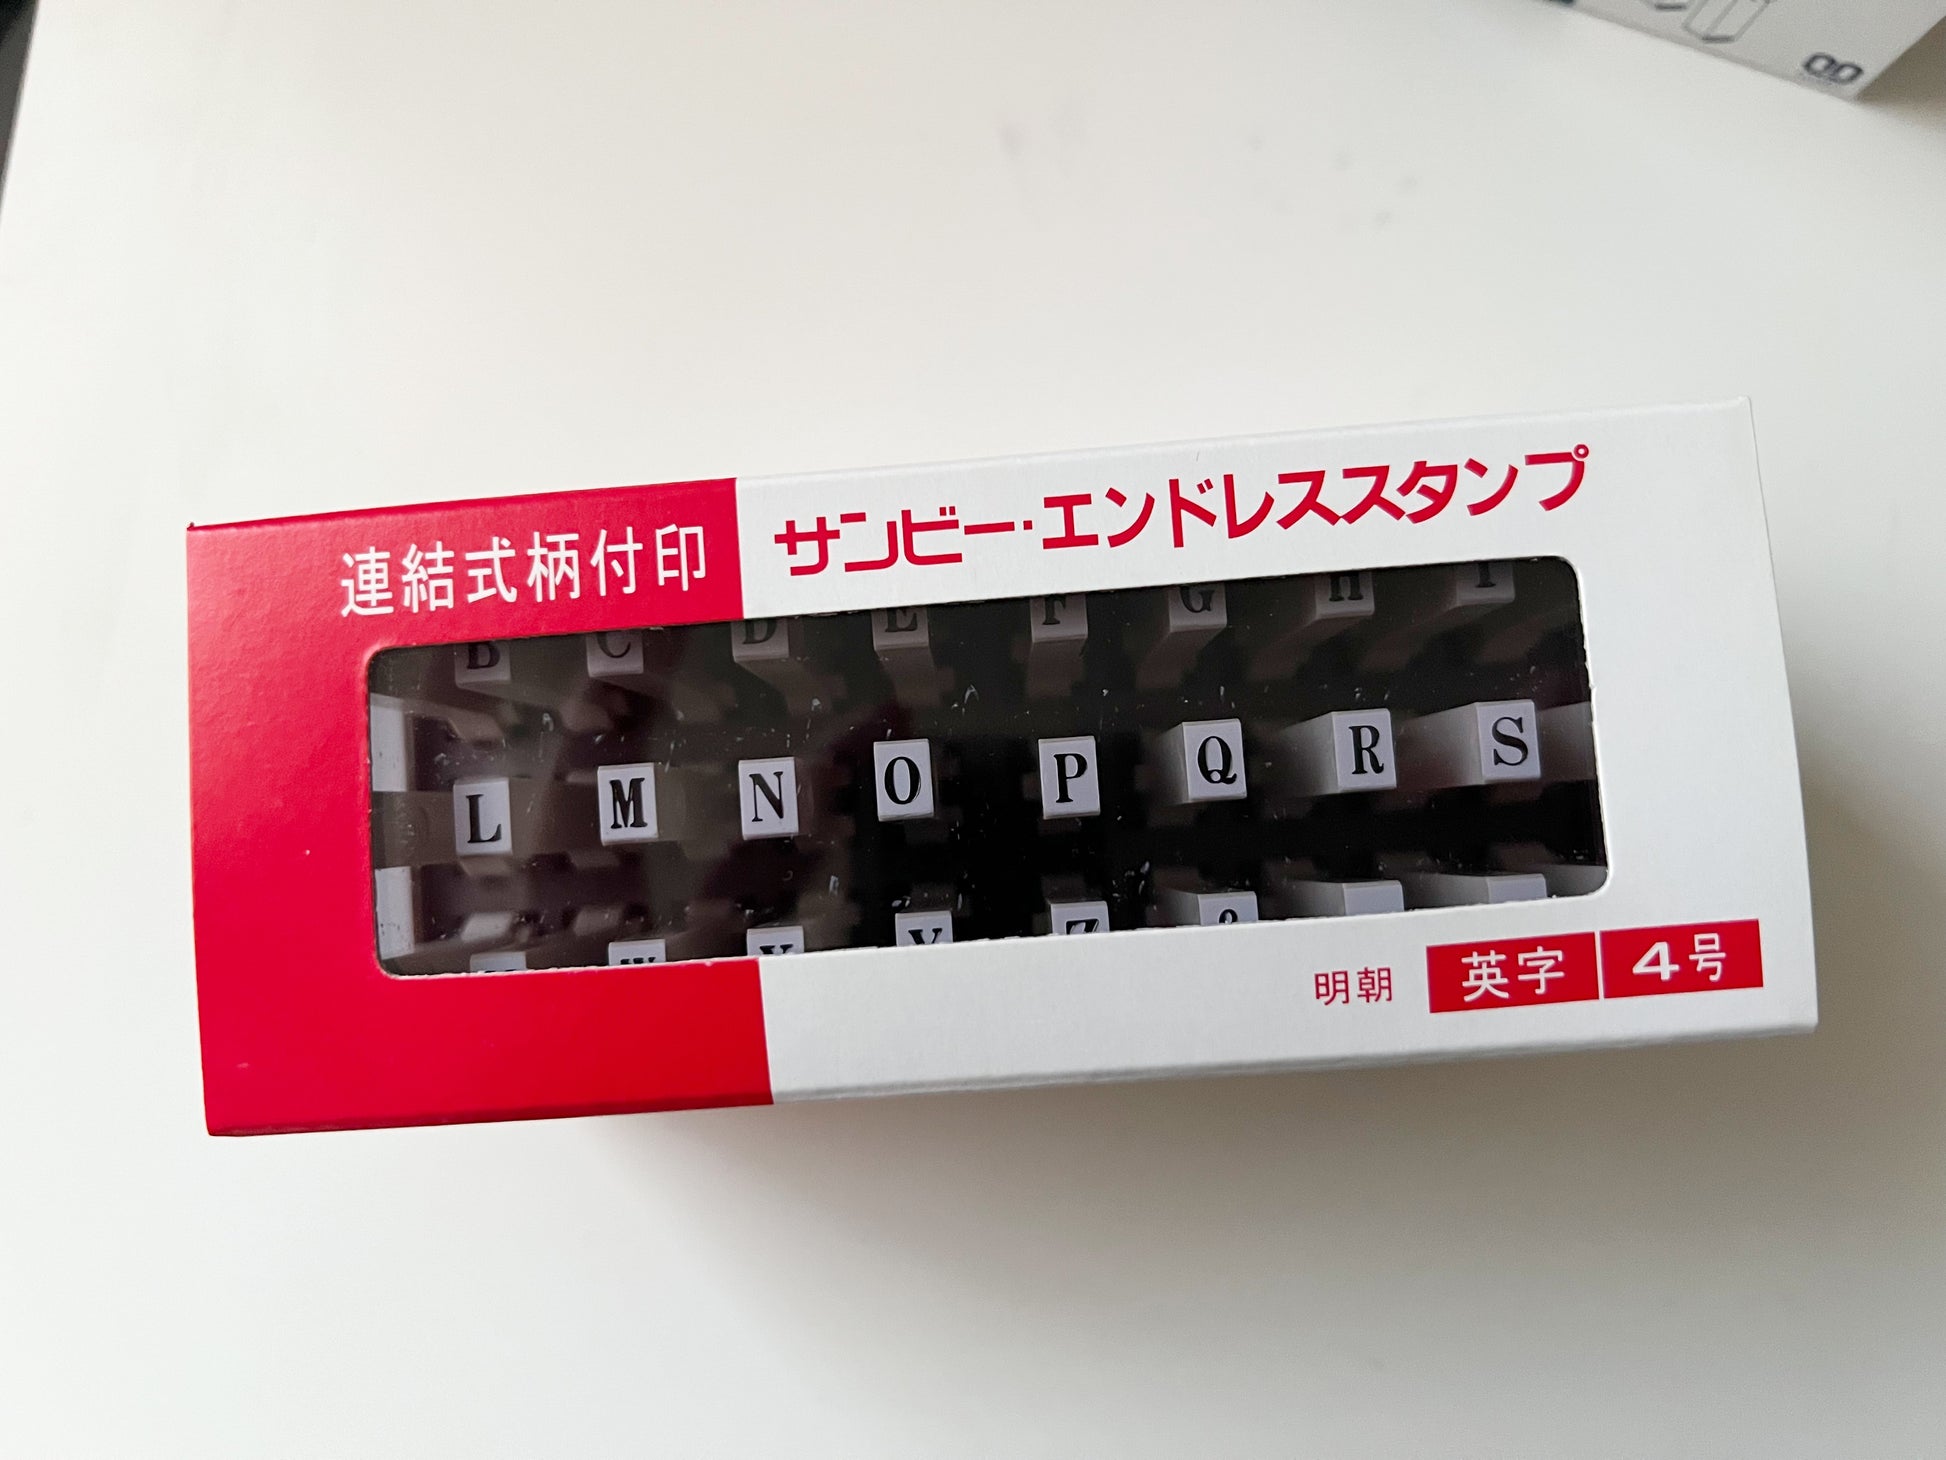 連結式柄付印
サンビー・エンドレススタンプ
B C D E F G H I
L M N O P Q R S
W X Y Z &
明朝 英字 4号